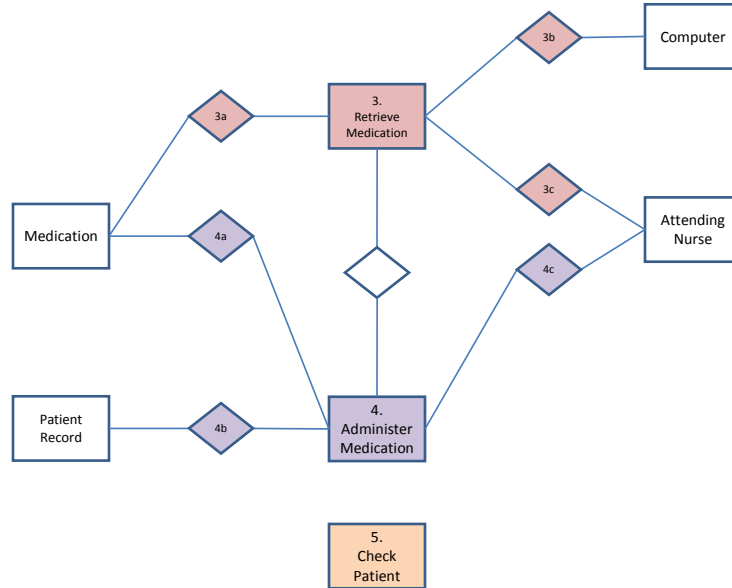 3b
Computer
3.
Retrieve
Medication
3a
3c
Attending
Nurse
Medication
4a
4c
4.
Administer
Medication
Patient
Record
4b
5.
Check
Patient